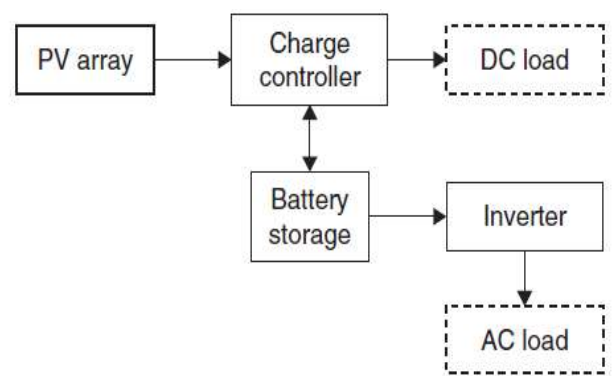 PV array
Charge
controller
DC load
Battery
storage
Inverter
AC load